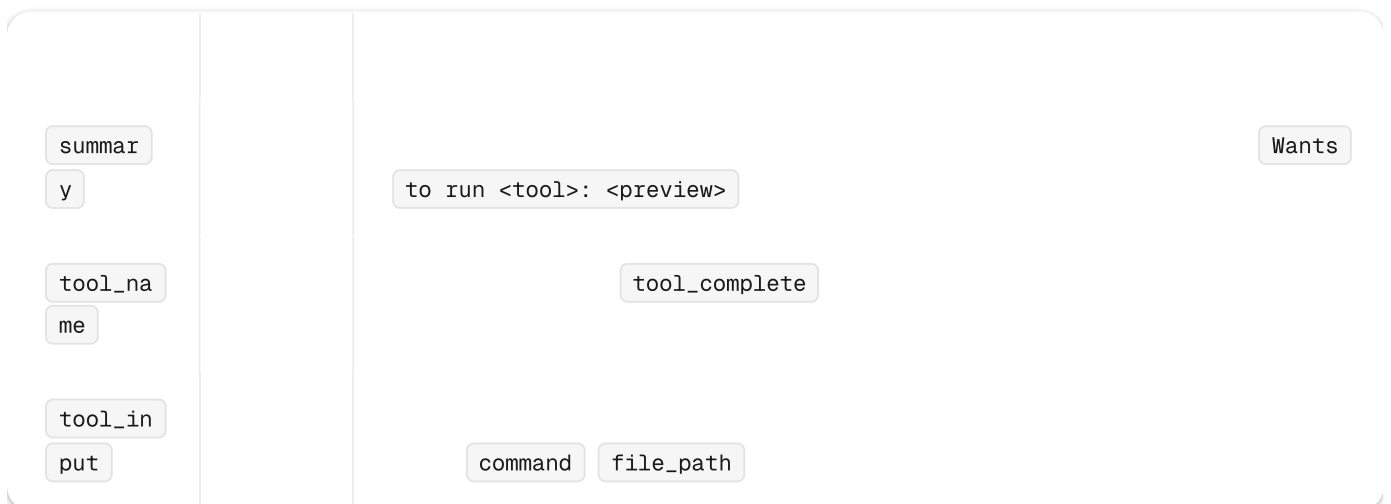 summar Wants
y to run <tool>: <preview>
tool_na tool_complete
me
tool_in
put command file_path